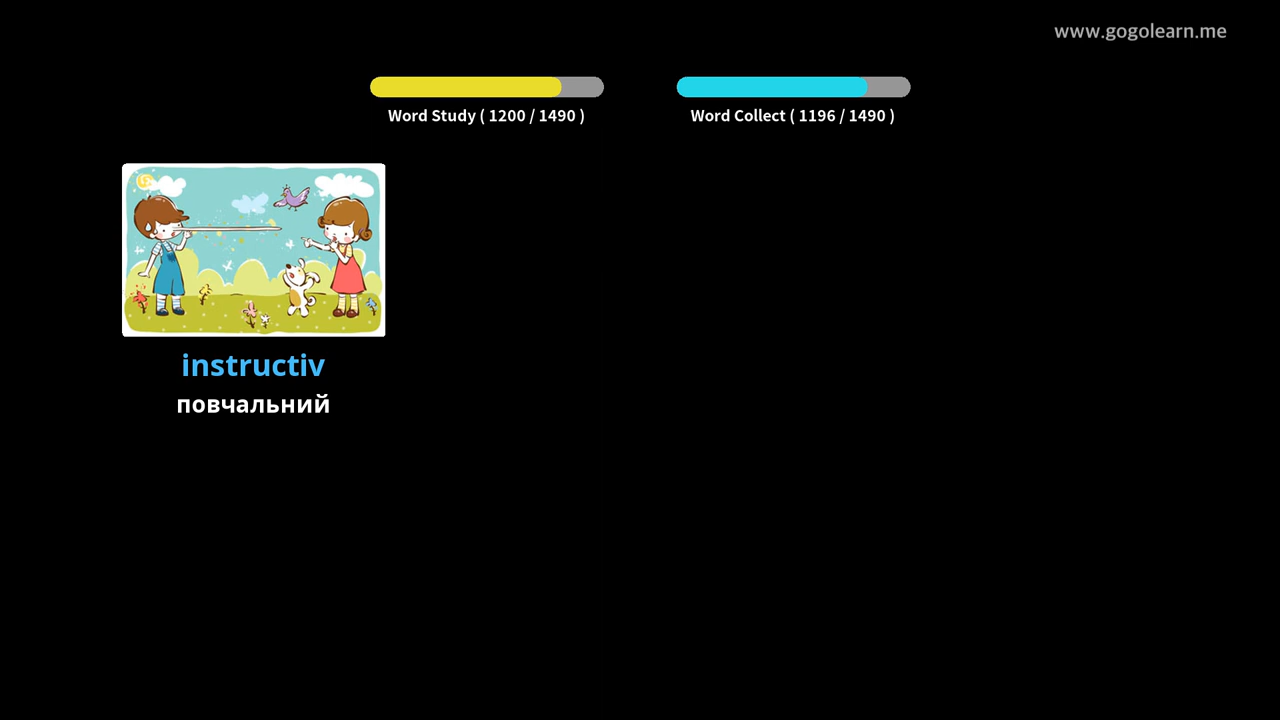 www.gogolearn.me
Word Study ( 1200 / 1490 )
Word Collect ( 1196 / 1490 )
instructiv
повчальний